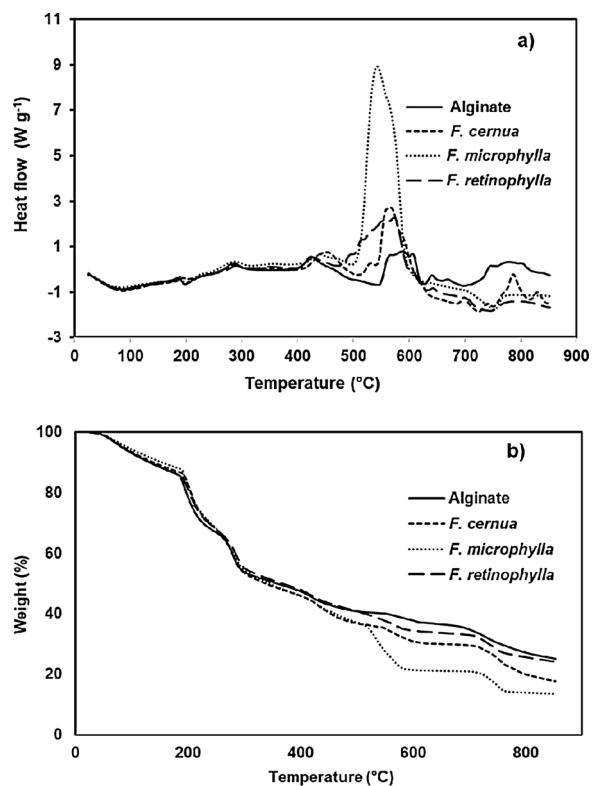 a)
Heat flow (W g-1)
11
9
7
5
3
1
-1
-3
Alginate
F. cernua
F. microphylla
F. retinophylla
0 100 200 300 400 500 600 700 800 900
Temperature (°C)
b)
Weight (%)
100
80
60
40
20
0
Alginate
F. cernua
F. microphylla
F. retinophylla
0 200 400 600 800
Temperature (°C)